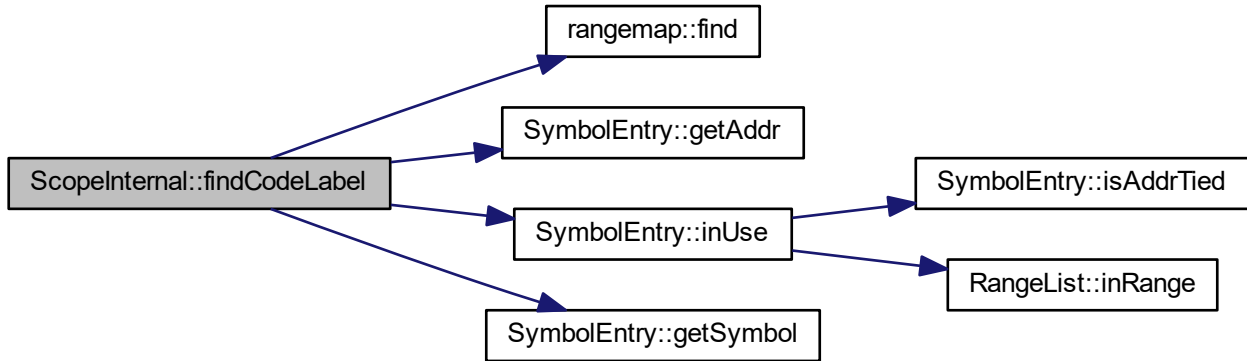 rangemap::find
SymbolEntry::getAddr
ScopeInternal::findCodeLabel
SymbolEntry::isAddrTied
SymbolEntry::inUse
RangeList::inRange
SymbolEntry::getSymbol